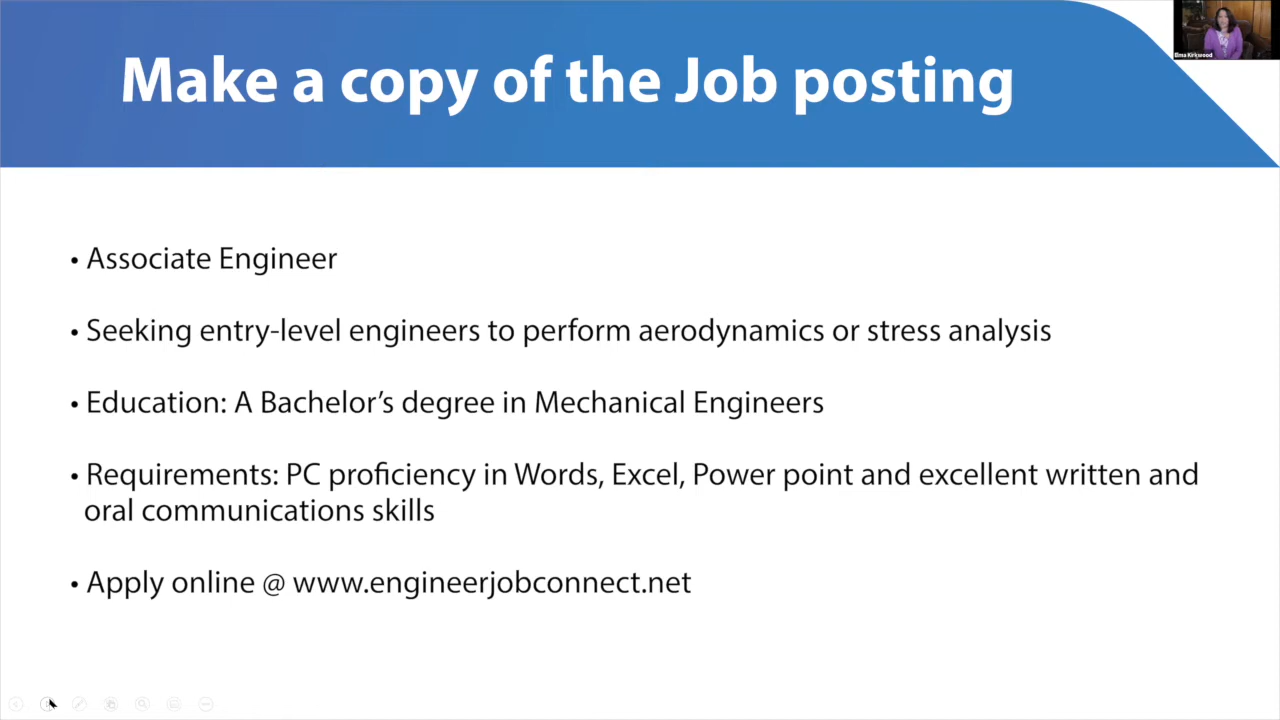 Make a copy of the Job posting
Elma Kirkwood
• Associate Engineer
• Seeking entry-level engineers to perform aerodynamics or stress analysis
• Education: A Bachelor’s degree in Mechanical Engineers
• Requirements: PC proficiency in Words, Excel, Power point and excellent written and
oral communications skills
• Apply online @ www.engineerjobconnect.net